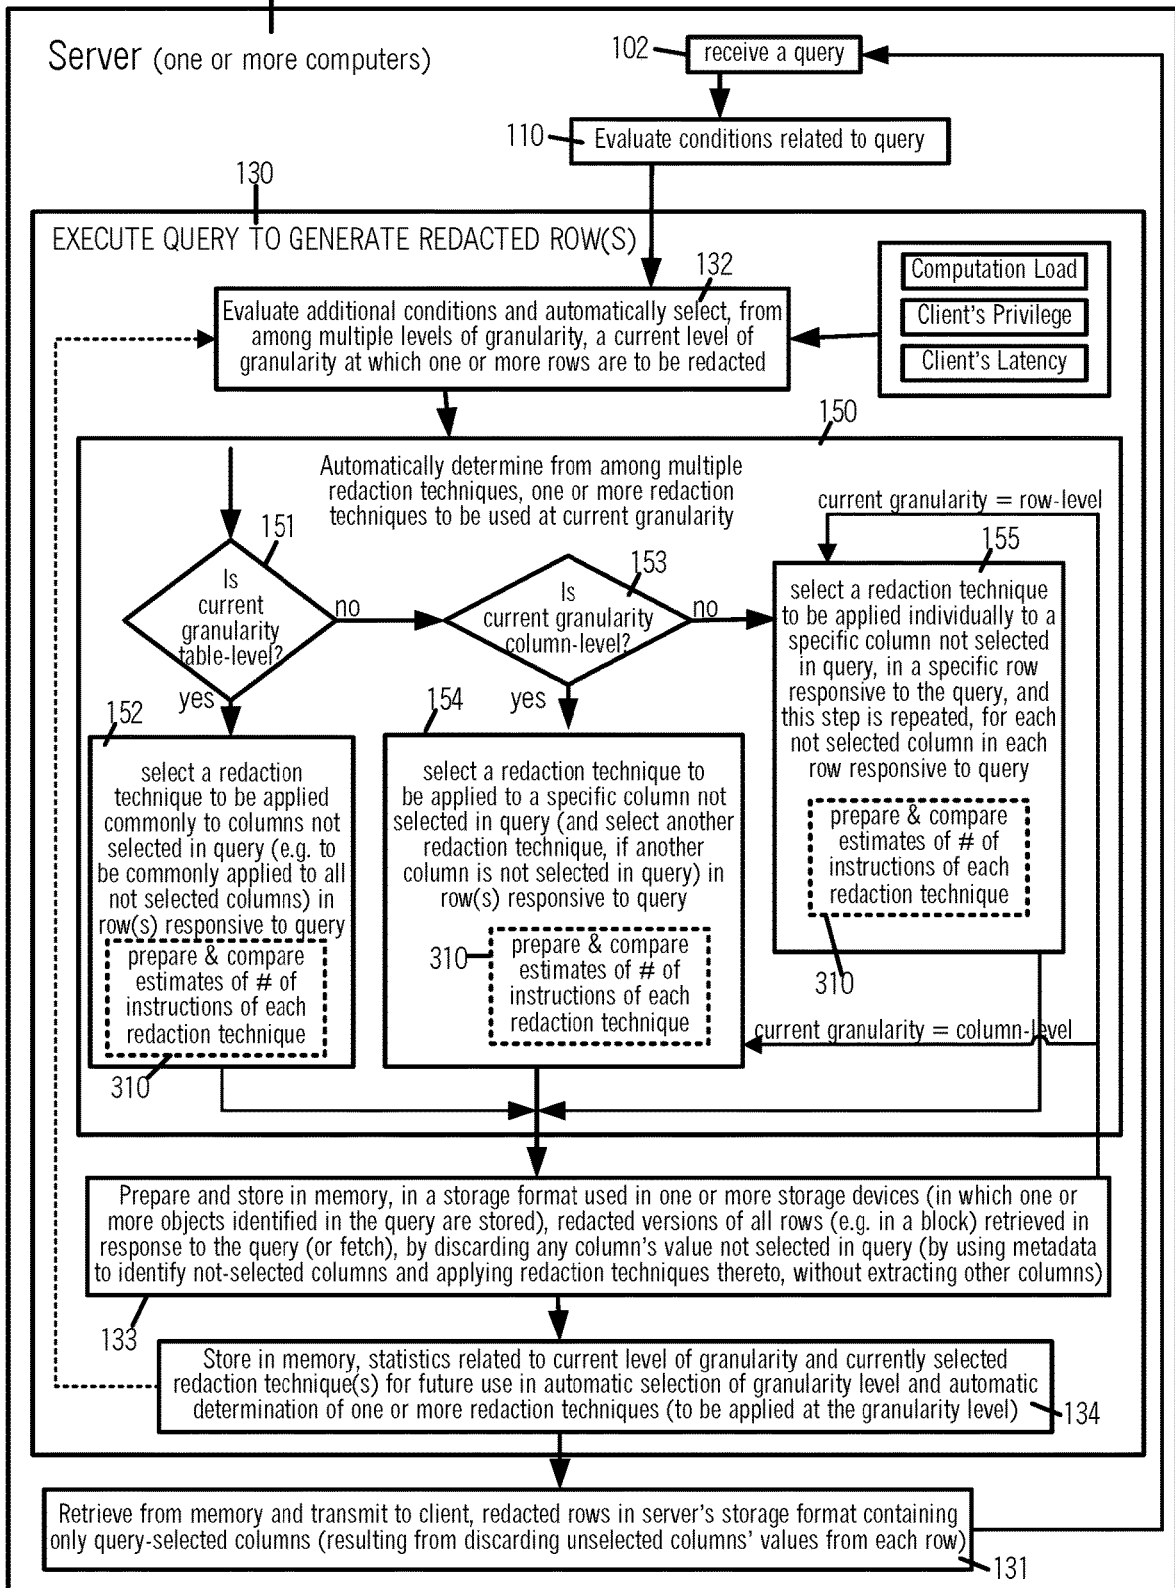 Server (one or more computers)
102
receive a query
110
Evaluate conditions related to query
130
EXECUTE QUERY TO GENERATE REDACTED ROW(S)
132
Evaluate additional conditions and automatically select, from
among multiple levels of granularity, a current level of
granularity at which one or more rows are to be redacted
Computation Load
Client's Privilege
Client's Latency
150
Automatically determine from among multiple
redaction techniques, one or more redaction
techniques to be used at current granularity
current granularity = row-level
151
Is
current
granularity
table-level?
no
yes
153
Is
current granularity
column-level?
no
yes
155
select a redaction technique
to be applied individually to a
specific column not selected
in query, in a specific row
responsive to the query, and
this step is repeated, for each
not selected column in each
row responsive to query
prepare & compare
estimates of # of
instructions of each
redaction technique
310
152
select a redaction
technique to be applied
commonly to columns not
selected in query (e.g. to
be commonly applied to all
not selected columns) in
row(s) responsive to query
prepare & compare
estimates of # of
instructions of each
redaction technique
310
154
select a redaction technique to
be applied to a specific column not
selected in query (and select another
redaction technique, if another
column is not selected in query) in
row(s) responsive to query
310
prepare & compare
estimates of # of
instructions of each
redaction technique
current granularity = column-level
Prepare and store in memory, in a storage format used in one or more storage devices (in which one or
more objects identified in the query are stored), redacted versions of all rows (e.g. in a block) retrieved in
response to the query (or fetch), by discarding any column's value not selected in query (by using metadata
to identify not-selected columns and applying redaction techniques thereto, without extracting other columns)
133
Store in memory, statistics related to current level of granularity and currently selected
redaction technique(s) for future use in automatic selection of granularity level and automatic
determination of one or more redaction techniques (to be applied at the granularity level)
134
Retrieve from memory and transmit to client, redacted rows in server's storage format containing
only query-selected columns (resulting from discarding unselected columns' values from each row)
131